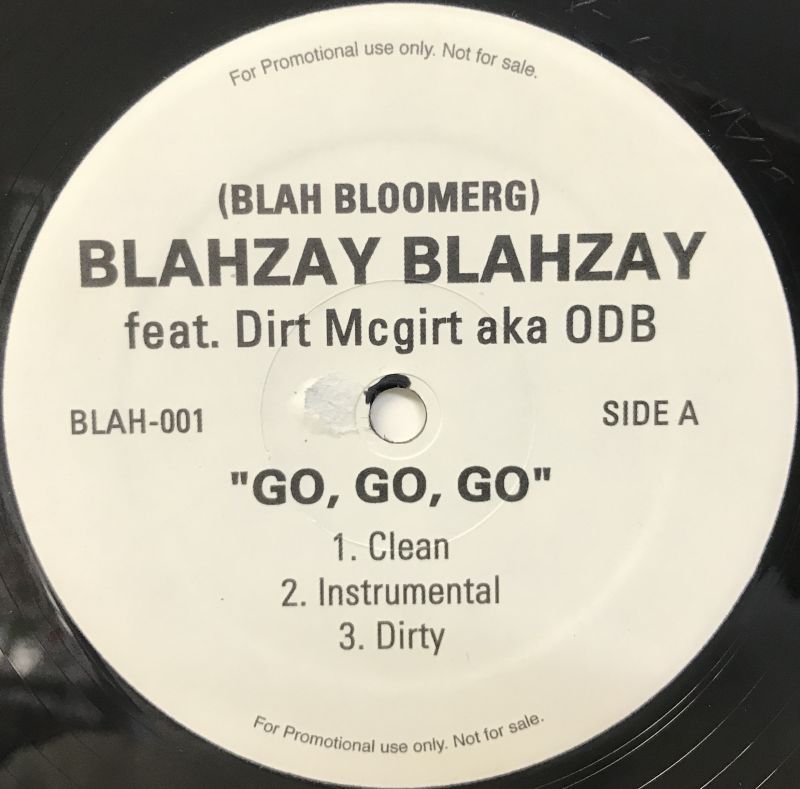 For Promotional use only. Not for sale.
(BLAH BLOOMERG)
BLAHZAY BLAHZAY
feat. Dirt Mcgirt aka ODB
BLAH-001
SIDE A
"GO, GO, GO"
1. Clean
2. Instrumental
3. Dirty
For Promotional use only. Not for sale.